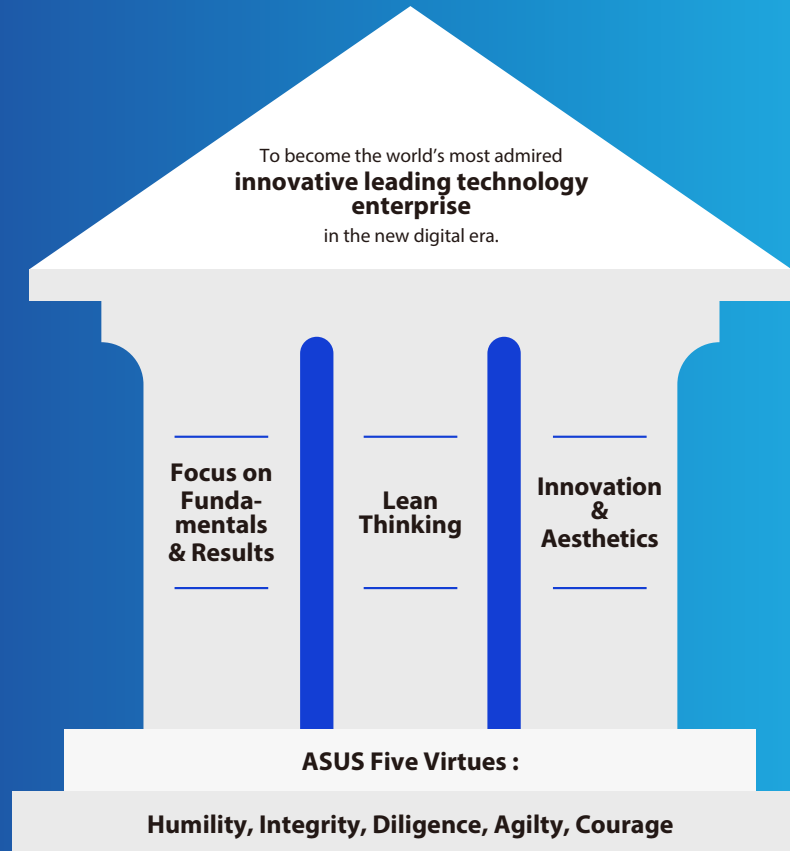 To become the world's most admired
innovative leading technology
enterprise
in the new digital era.
Focus on
Funda-
mentals
& Results
Lean
Thinking
Innovation
&
Aesthetics
ASUS Five Virtues :
Humility, Integrity, Diligence, Agilty, Courage